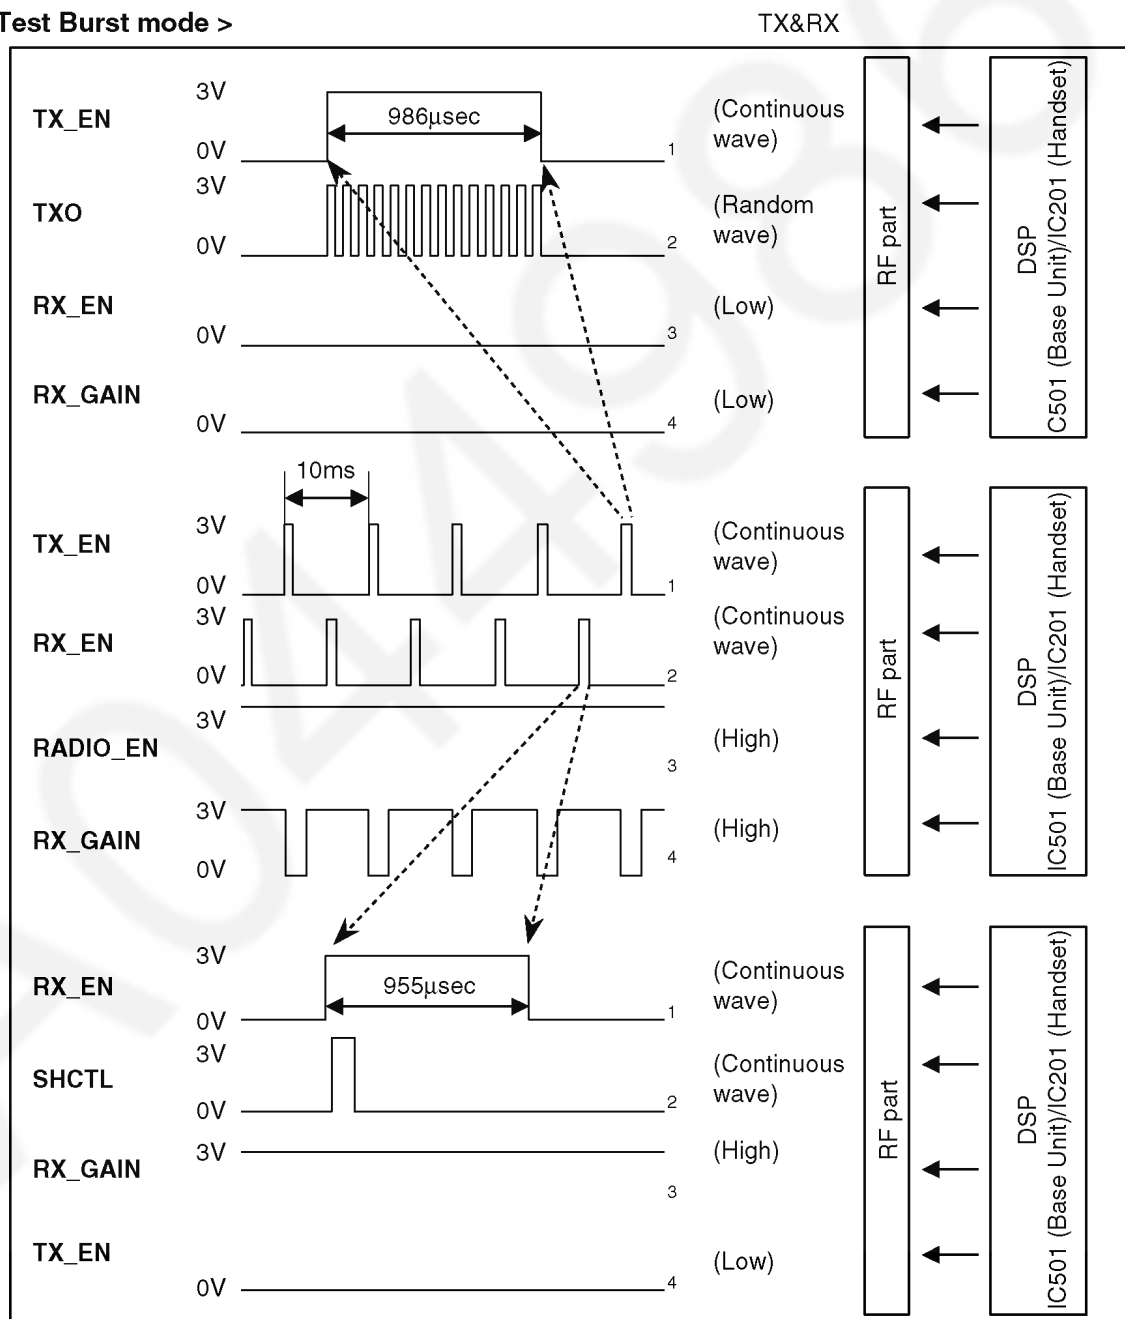 Test Burst mode >
TX&RX
3V
TX_EN
986µsec
0V
1
(Continuous
wave)
3V
TXO
0V
2
(Random
wave)
RX_EN
0V
3
(Low)
RX_GAIN
0V
4
(Low)
RF part
DSP
C501 (Base Unit)/IC201 (Handset)
10ms
3V
TX_EN
0V
1
(Continuous
wave)
3V
RX_EN
0V
2
(Continuous
wave)
3V
RADIO_EN
3
(High)
3V
RX_GAIN
0V
4
(High)
RF part
DSP
IC501 (Base Unit)/IC201 (Handset)
3V
RX_EN
955µsec
0V
1
(Continuous
wave)
3V
SHCTL
0V
2
(Continuous
wave)
3V
RX_GAIN
3
(High)
TX_EN
0V
4
(Low)
RF part
DSP
IC501 (Base Unit)/IC201 (Handset)